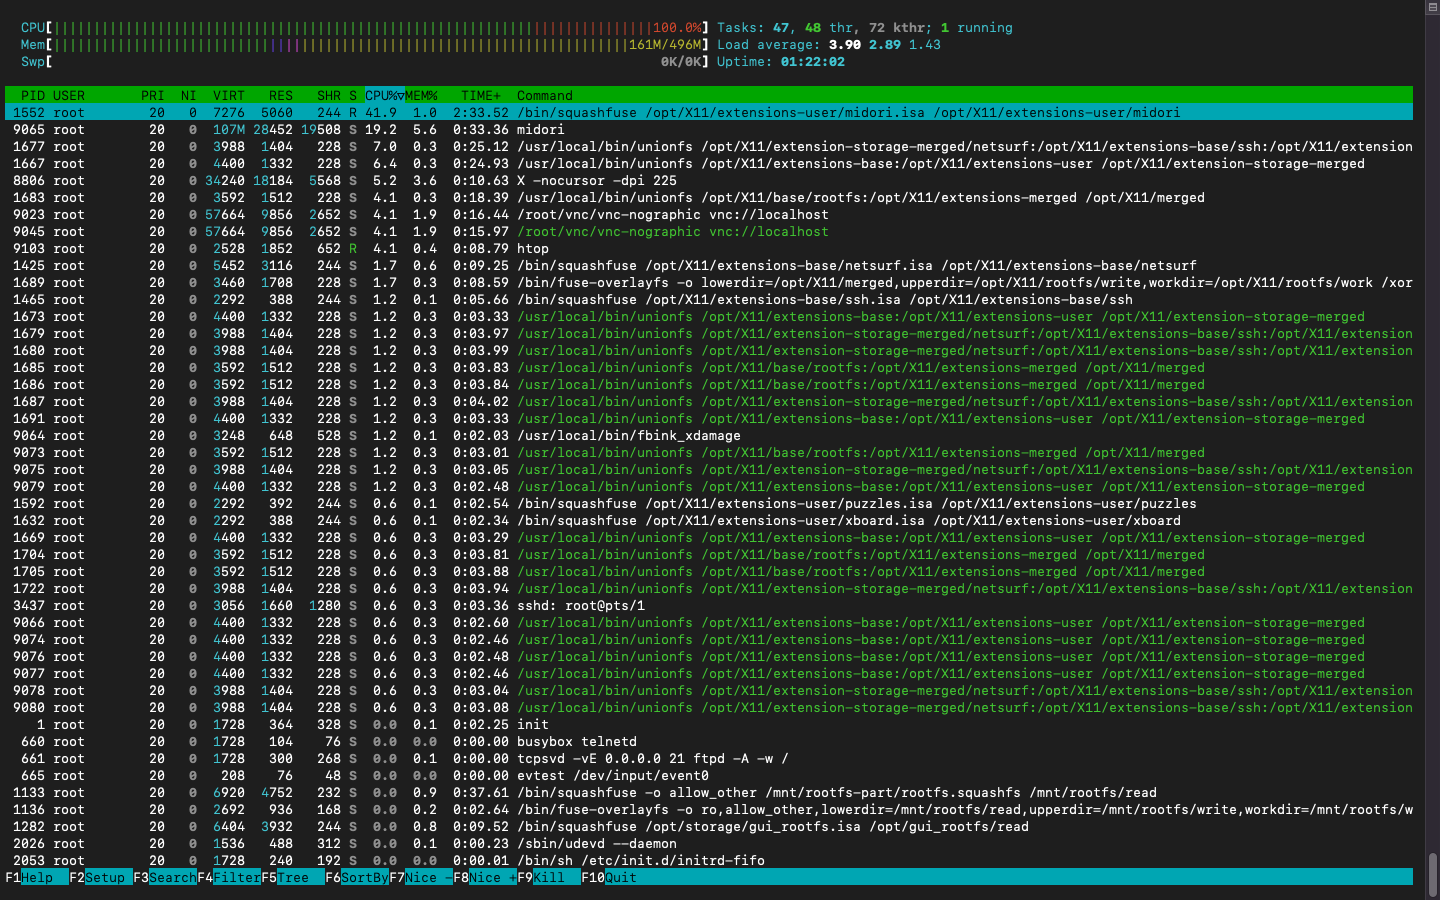 CPU[||||||||||||||||||||||||||||||||||||||||||||||||||||||||||||||||||||||||||100.0%] Tasks: 47, 48 thr, 72 kthr; 1 running
Mem[|||||||||||||||||||||||||||||||||||||||||||||||||||||||||||||||||||||||161M/496M] Load average: 3.90 2.89 1.43
Swp[ 0K/0K] Uptime: 01:22:02
PID USER PRI NI VIRT RES SHR S CPU%▽MEM% TIME+ Command
1552 root 20 0 7276 5060 244 R 41.9 1.0 2:33.52 /bin/squashfuse /opt/X11/extensions-user/midori.isa /opt/X11/extensions-user/midori
9065 root 20 0 107M 28452 19508 S 19.2 5.6 0:33.36 midori
1677 root 20 0 3988 1404 228 S 7.0 0.3 0:25.12 /usr/local/bin/unionfs /opt/X11/extension-storage-merged/netsurf:/opt/X11/extensions-base/ssh:/opt/X11/extension
1667 root 20 0 4400 1332 228 S 6.4 0.3 0:24.93 /usr/local/bin/unionfs /opt/X11/extensions-base:/opt/X11/extensions-user /opt/X11/extension-storage-merged
8806 root 20 0 34240 18184 5568 S 5.2 3.6 0:10.63 X -nocursor -dpi 225
1683 root 20 0 3592 1512 228 S 4.1 0.3 0:18.39 /usr/local/bin/unionfs /opt/X11/base/rootfs:/opt/X11/extensions-merged /opt/X11/merged
9023 root 20 0 57664 9856 2652 S 4.1 1.9 0:16.44 /root/vnc/vnc-nographic vnc://localhost
9045 root 20 0 57664 9856 2652 S 4.1 1.9 0:15.97 /root/vnc/vnc-nographic vnc://localhost
9103 root 20 0 2528 1852 652 R 4.1 0.4 0:08.79 htop
1425 root 20 0 5452 3116 244 S 1.7 0.6 0:09.25 /bin/squashfuse /opt/X11/extensions-base/netsurf.isa /opt/X11/extensions-base/netsurf
1689 root 20 0 3460 1708 228 S 1.7 0.3 0:08.59 /bin/fuse-overlayfs -o lowerdir=/opt/X11/merged,upperdir=/opt/X11/rootfs/write,workdir=/opt/X11/rootfs/work /xor
1465 root 20 0 2292 388 244 S 1.2 0.1 0:05.66 /bin/squashfuse /opt/X11/extensions-base/ssh.isa /opt/X11/extensions-base/ssh
1673 root 20 0 4400 1332 228 S 1.2 0.3 0:03.33 /usr/local/bin/unionfs /opt/X11/extensions-base:/opt/X11/extensions-user /opt/X11/extension-storage-merged
1679 root 20 0 3988 1404 228 S 1.2 0.3 0:03.97 /usr/local/bin/unionfs /opt/X11/extension-storage-merged/netsurf:/opt/X11/extensions-base/ssh:/opt/X11/extension
1680 root 20 0 3988 1404 228 S 1.2 0.3 0:03.99 /usr/local/bin/unionfs /opt/X11/extension-storage-merged/netsurf:/opt/X11/extensions-base/ssh:/opt/X11/extension
1685 root 20 0 3592 1512 228 S 1.2 0.3 0:03.83 /usr/local/bin/unionfs /opt/X11/base/rootfs:/opt/X11/extensions-merged /opt/X11/merged
1686 root 20 0 3592 1512 228 S 1.2 0.3 0:03.84 /usr/local/bin/unionfs /opt/X11/base/rootfs:/opt/X11/extensions-merged /opt/X11/merged
1687 root 20 0 3988 1404 228 S 1.2 0.3 0:04.02 /usr/local/bin/unionfs /opt/X11/extension-storage-merged/netsurf:/opt/X11/extensions-base/ssh:/opt/X11/extension
1691 root 20 0 4400 1332 228 S 1.2 0.3 0:03.33 /usr/local/bin/unionfs /opt/X11/extensions-base:/opt/X11/extensions-user /opt/X11/extension-storage-merged
9064 root 20 0 3248 648 528 S 1.2 0.1 0:02.03 /usr/local/bin/fbink_xdamage
9073 root 20 0 3592 1512 228 S 1.2 0.3 0:03.01 /usr/local/bin/unionfs /opt/X11/base/rootfs:/opt/X11/extensions-merged /opt/X11/merged
9075 root 20 0 3988 1404 228 S 1.2 0.3 0:03.05 /usr/local/bin/unionfs /opt/X11/extension-storage-merged/netsurf:/opt/X11/extensions-base/ssh:/opt/X11/extension
9079 root 20 0 4400 1332 228 S 1.2 0.3 0:02.48 /usr/local/bin/unionfs /opt/X11/extensions-base:/opt/X11/extensions-user /opt/X11/extension-storage-merged
1592 root 20 0 2292 392 244 S 0.6 0.1 0:02.54 /bin/squashfuse /opt/X11/extensions-user/puzzles.isa /opt/X11/extensions-user/puzzles
1632 root 20 0 2292 388 244 S 0.6 0.1 0:02.34 /bin/squashfuse /opt/X11/extensions-user/xboard.isa /opt/X11/extensions-user/xboard
1669 root 20 0 4400 1332 228 S 0.6 0.3 0:03.29 /usr/local/bin/unionfs /opt/X11/extensions-base:/opt/X11/extensions-user /opt/X11/extension-storage-merged
1704 root 20 0 3592 1512 228 S 0.6 0.3 0:03.81 /usr/local/bin/unionfs /opt/X11/base/rootfs:/opt/X11/extensions-merged /opt/X11/merged
1705 root 20 0 3592 1512 228 S 0.6 0.3 0:03.88 /usr/local/bin/unionfs /opt/X11/base/rootfs:/opt/X11/extensions-merged /opt/X11/merged
1722 root 20 0 3988 1404 228 S 0.6 0.3 0:03.94 /usr/local/bin/unionfs /opt/X11/extension-storage-merged/netsurf:/opt/X11/extensions-base/ssh:/opt/X11/extension
3437 root 20 0 3056 1660 1280 S 0.6 0.3 0:03.36 sshd: root@pts/1
9066 root 20 0 4400 1332 228 S 0.6 0.3 0:02.60 /usr/local/bin/unionfs /opt/X11/extensions-base:/opt/X11/extensions-user /opt/X11/extension-storage-merged
9074 root 20 0 4400 1332 228 S 0.6 0.3 0:02.46 /usr/local/bin/unionfs /opt/X11/extensions-base:/opt/X11/extensions-user /opt/X11/extension-storage-merged
9076 root 20 0 4400 1332 228 S 0.6 0.3 0:02.48 /usr/local/bin/unionfs /opt/X11/extensions-base:/opt/X11/extensions-user /opt/X11/extension-storage-merged
9077 root 20 0 4400 1332 228 S 0.6 0.3 0:02.46 /usr/local/bin/unionfs /opt/X11/extensions-base:/opt/X11/extensions-user /opt/X11/extension-storage-merged
9078 root 20 0 3988 1404 228 S 0.6 0.3 0:03.04 /usr/local/bin/unionfs /opt/X11/extension-storage-merged/netsurf:/opt/X11/extensions-base/ssh:/opt/X11/extension
9080 root 20 0 3988 1404 228 S 0.6 0.3 0:03.08 /usr/local/bin/unionfs /opt/X11/extension-storage-merged/netsurf:/opt/X11/extensions-base/ssh:/opt/X11/extension
1 root 20 0 1728 364 328 S 0.0 0.1 0:02.25 init
660 root 20 0 1728 104 76 S 0.0 0.0 0:00.00 busybox telnetd
661 root 20 0 1728 300 268 S 0.0 0.1 0:00.00 tcpsvd -vE 0.0.0.0 21 ftpd -A -w /
665 root 20 0 208 76 48 S 0.0 0.0 0:00.00 evtest /dev/input/event0
1133 root 20 0 6920 4752 232 S 0.0 0.9 0:37.61 /bin/squashfuse -o allow_other /mnt/rootfs-part/rootfs.squashfs /mnt/rootfs/read
1136 root 20 0 2692 936 168 S 0.0 0.2 0:02.64 /bin/fuse-overlayfs -o ro,allow_other,lowerdir=/mnt/rootfs/read,upperdir=/mnt/rootfs/write,workdir=/mnt/rootfs/w
1282 root 20 0 6404 3932 244 S 0.0 0.8 0:09.52 /bin/squashfuse /opt/storage/gui_rootfs.isa /opt/gui_rootfs/read
2026 root 20 0 1536 488 312 S 0.0 0.1 0:00.23 /sbin/udevd --daemon
2053 root 20 0 1728 240 192 S 0.0 0.0 0:00.01 /bin/sh /etc/init.d/initrd-fifo
F1Help F2Setup F3SearchF4FilterF5Tree F6SortByF7Nice -F8Nice +F9Kill F10Quit